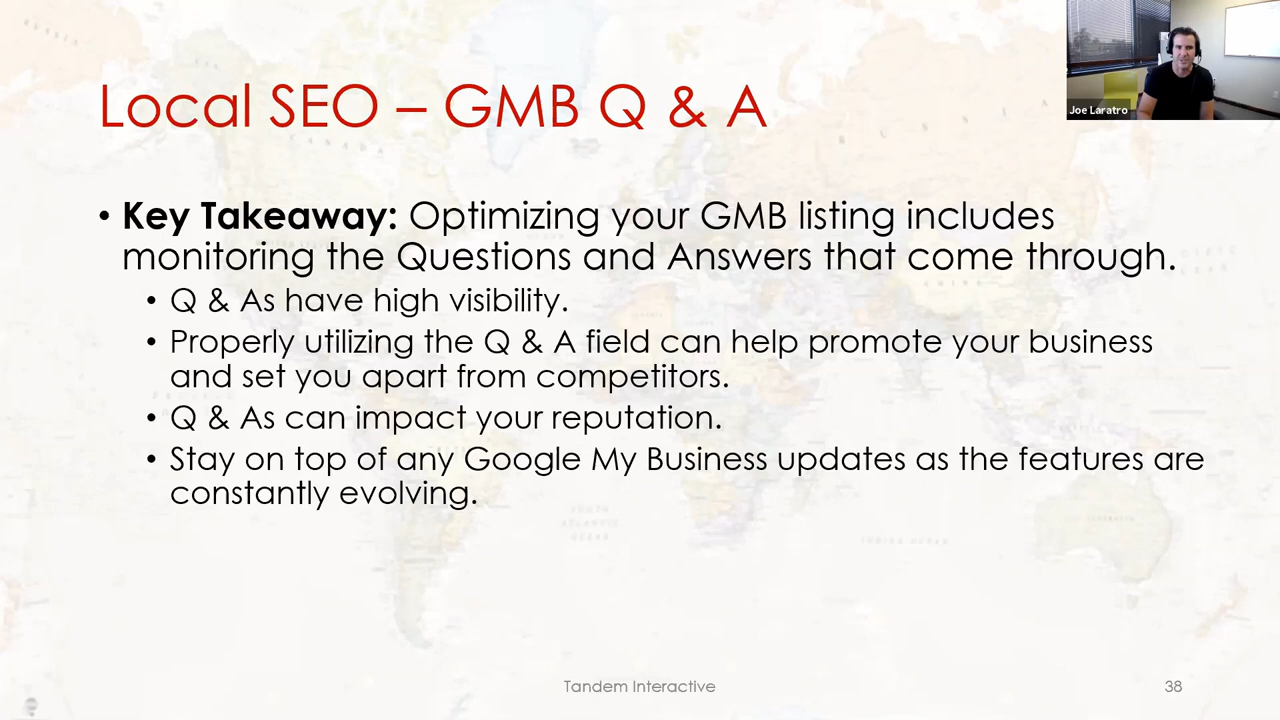 Joe Laratro
Local SEO – GMB Q & A
• Key Takeaway: Optimizing your GMB listing includes
monitoring the Questions and Answers that come through.
• Q & As have high visibility.
• Properly utilizing the Q & A field can help promote your business
and set you apart from competitors.
• Q & As can impact your reputation.
• Stay on top of any Google My Business updates as the features are
constantly evolving.
Tandem Interactive
38